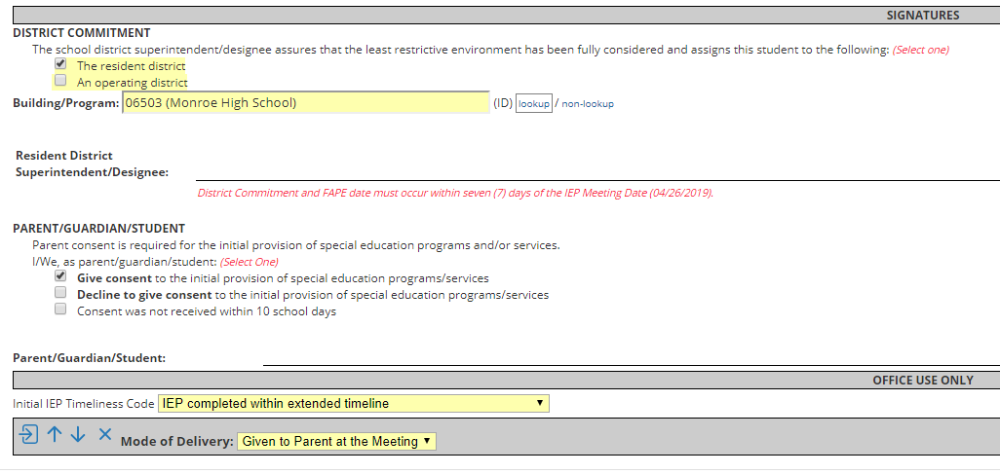 SIGNATURES
DISTRICT COMMITMENT
The school district superintendent/designee assures that the least restrictive environment has been fully considered and assigns this student to the following: (Select one)
The resident district
An operating district
Building/Program: 06503 (Monroe High School) (ID) lookup / non-lookup
Resident District
Superintendent/Designee:
District Commitment and FAPE date must occur within seven (7) days of the IEP Meeting Date (04/26/2019).
PARENT/GUARDIAN/STUDENT
Parent consent is required for the initial provision of special education programs and/or services.
I/We, as parent/guardian/student: (Select One)
Give consent to the initial provision of special education programs/services
Decline to give consent to the initial provision of special education programs/services
Consent was not received within 10 school days
Parent/Guardian/Student:
OFFICE USE ONLY
Initial IEP Timeliness Code IEP completed within extended timeline
Mode of Delivery: Given to Parent at the Meeting